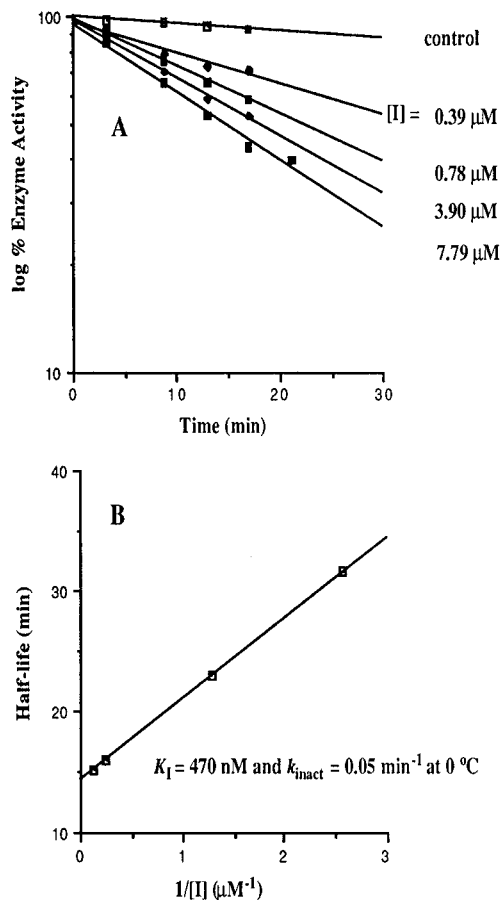 100
control
A
[I] =
0.39 µM
0.78 µM
3.90 µM
7.79 µM
log % Enzyme Activity
10
0
10
20
30
Time (min)
40
B
30
Half-life (min)
20
K_I = 470 nM and k_inact = 0.05 min⁻¹ at 0 ºC
10
0
1
2
3
1/[I] (µM⁻¹)